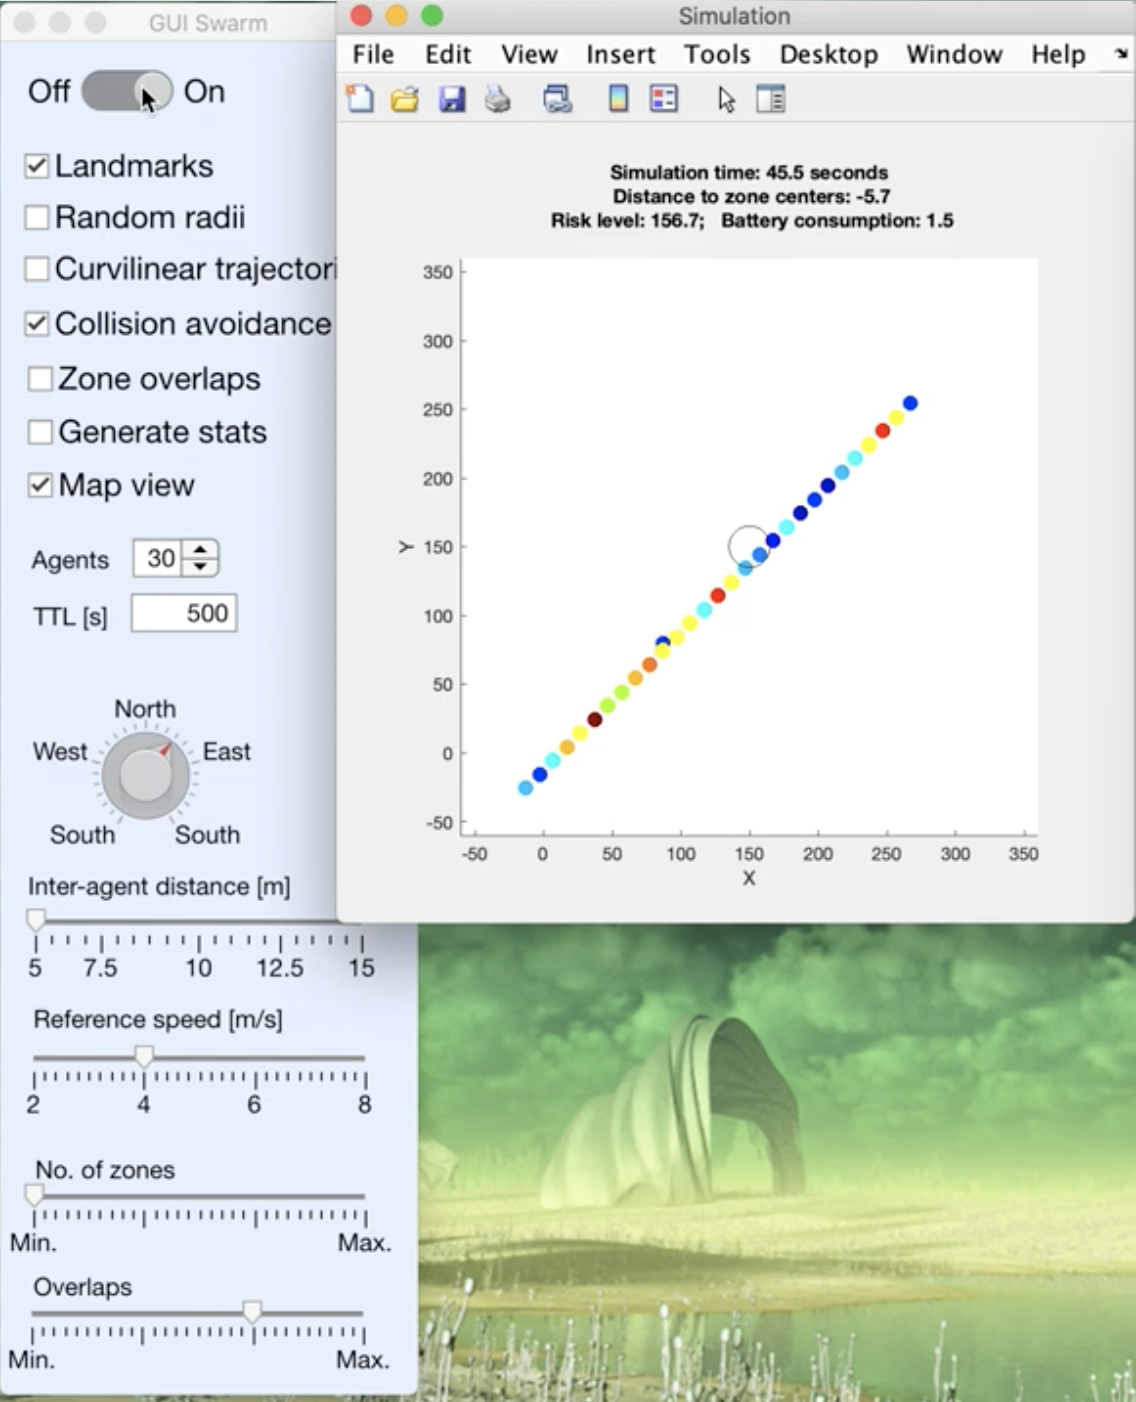 GUI Swarm
Off On
Landmarks
Random radii
Curvilinear trajectori
Collision avoidance
Zone overlaps
Generate stats
Map view
Agents 30
TTL [s] 500
North
West East
South South
Inter-agent distance [m]
5 7.5 10 12.5 15
Reference speed [m/s]
2 4 6 8
No. of zones
Min. Max.
Overlaps
Min. Max.
Simulation
File Edit View Insert Tools Desktop Window Help
Simulation time: 45.5 seconds
Distance to zone centers: -5.7
Risk level: 156.7; Battery consumption: 1.5
350
300
250
200
150
100
50
0
-50
Y
-50 0 50 100 150 200 250 300 350
X